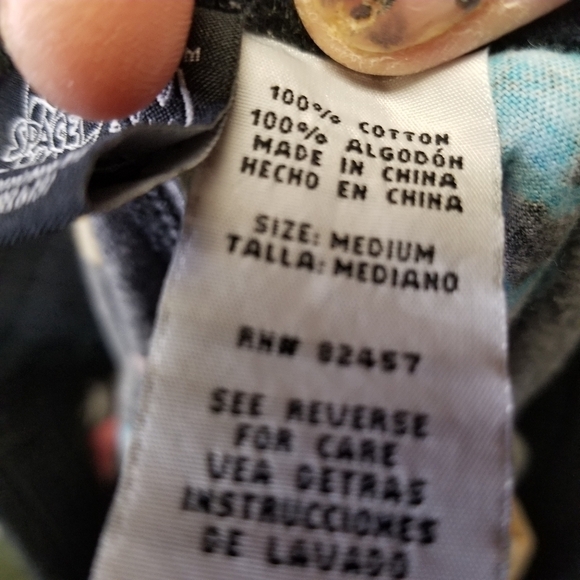 SPACE
100% COTTON
100% ALGODÓN
MADE IN CHINA
HECHO EN CHINA
SIZE: MEDIUM
TALLA: MEDIANO
RN# 82457
SEE REVERSE
FOR CARE
VEA DETRAS
INSTRUCCIONES
DE LAVADO